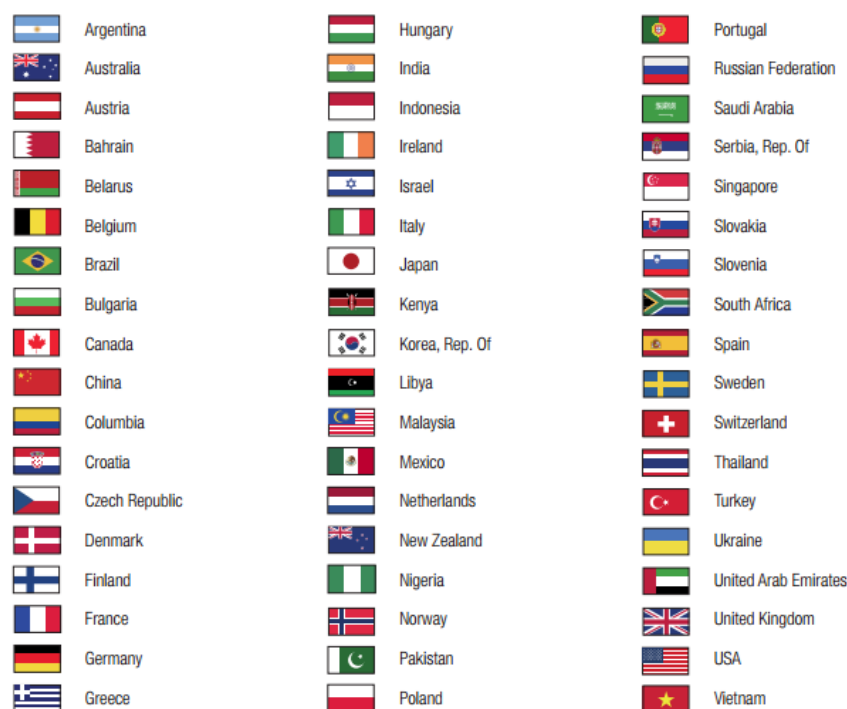 Argentina
Australia
Austria
Bahrain
Belarus
Belgium
Brazil
Bulgaria
Canada
China
Columbia
Croatia
Czech Republic
Denmark
Finland
France
Germany
Greece
Hungary
India
Indonesia
Ireland
Israel
Italy
Japan
Kenya
Korea, Rep. Of
Libya
Malaysia
Mexico
Netherlands
New Zealand
Nigeria
Norway
Pakistan
Poland
Portugal
Russian Federation
Saudi Arabia
Serbia, Rep. Of
Singapore
Slovakia
Slovenia
South Africa
Spain
Sweden
Switzerland
Thailand
Turkey
Ukraine
United Arab Emirates
United Kingdom
USA
Vietnam